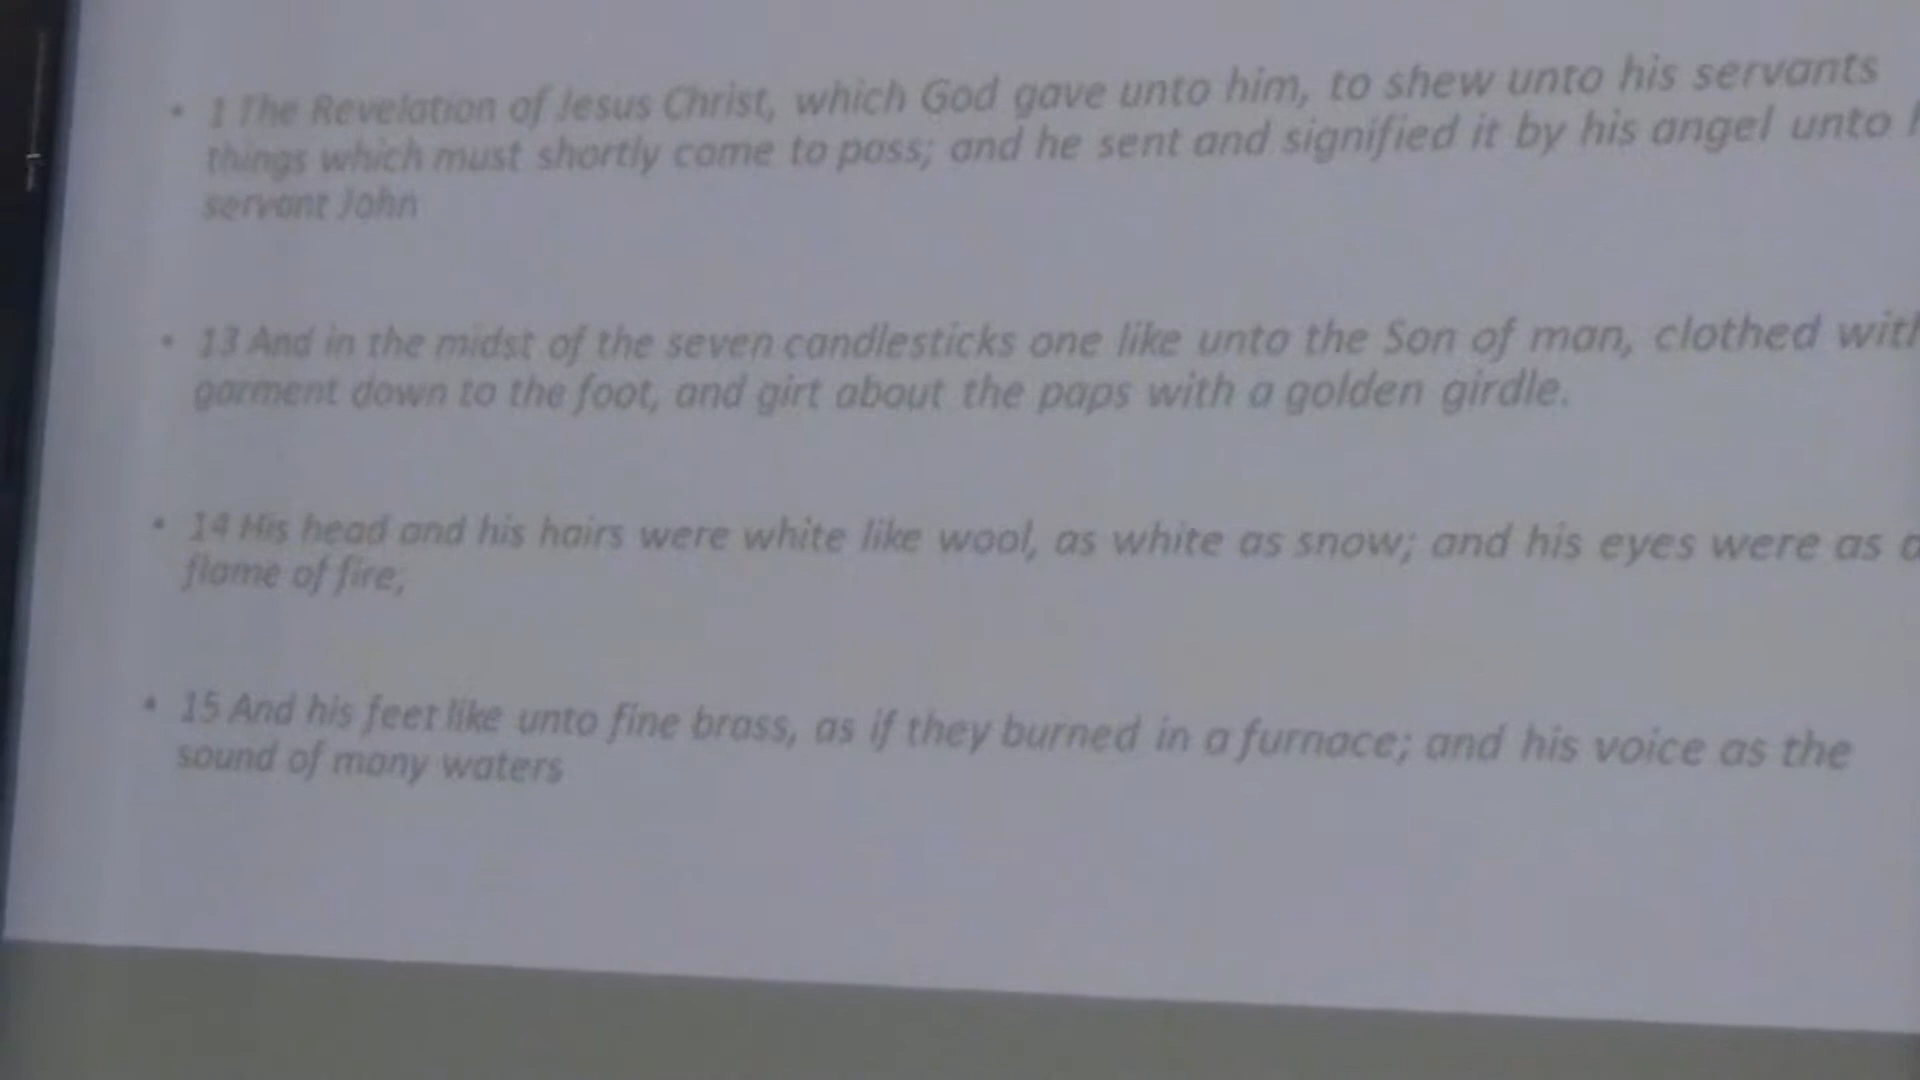 • 1 The Revelation of Jesus Christ, which God gave unto him, to shew unto his servants
things which must shortly come to pass; and he sent and signified it by his angel unto
servant John
• 13 And in the midst of the seven candlesticks one like unto the Son of man, clothed with
garment down to the foot, and girt about the paps with a golden girdle.
• 14 His head and his hairs were white like wool, as white as snow; and his eyes were as a
flame of fire,
• 15 And his feet like unto fine brass, as if they burned in a furnace; and his voice as the
sound of many waters